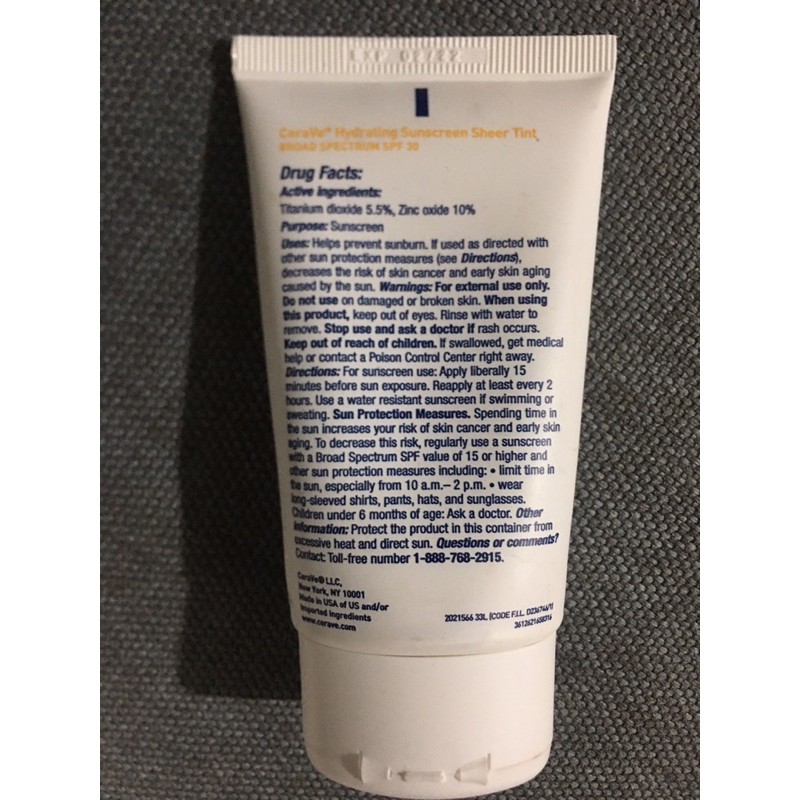 EXP 02/22
CeraVe® Hydrating Sunscreen Sheer Tint
BROAD SPECTRUM SPF 30
Drug Facts:
Active ingredients:
Titanium dioxide 5.5%, Zinc oxide 10%
Purpose: Sunscreen
Uses: Helps prevent sunburn. If used as directed with
other sun protection measures (see Directions),
decreases the risk of skin cancer and early skin aging
caused by the sun. Warnings: For external use only.
Do not use on damaged or broken skin. When using
this product, keep out of eyes. Rinse with water to
remove. Stop use and ask a doctor if rash occurs.
Keep out of reach of children. If swallowed, get medical
help or contact a Poison Control Center right away.
Directions: For sunscreen use: Apply liberally 15
minutes before sun exposure. Reapply at least every 2
hours. Use a water resistant sunscreen if swimming or
sweating. Sun Protection Measures. Spending time in
the sun increases your risk of skin cancer and early skin
aging. To decrease this risk, regularly use a sunscreen
with a Broad Spectrum SPF value of 15 or higher and
other sun protection measures including: • limit time in
the sun, especially from 10 a.m.– 2 p.m. • wear
long-sleeved shirts, pants, hats, and sunglasses.
Children under 6 months of age: Ask a doctor. Other
information: Protect the product in this container from
excessive heat and direct sun. Questions or comments?
Contact: Toll-free number 1-888-768-2915.
CeraVe® LLC,
New York, NY 10001
Made in USA of US and/or
imported ingredients
www.cerave.com
2021566 33L (CODE F.I.L. D236746/1)
3612621658316